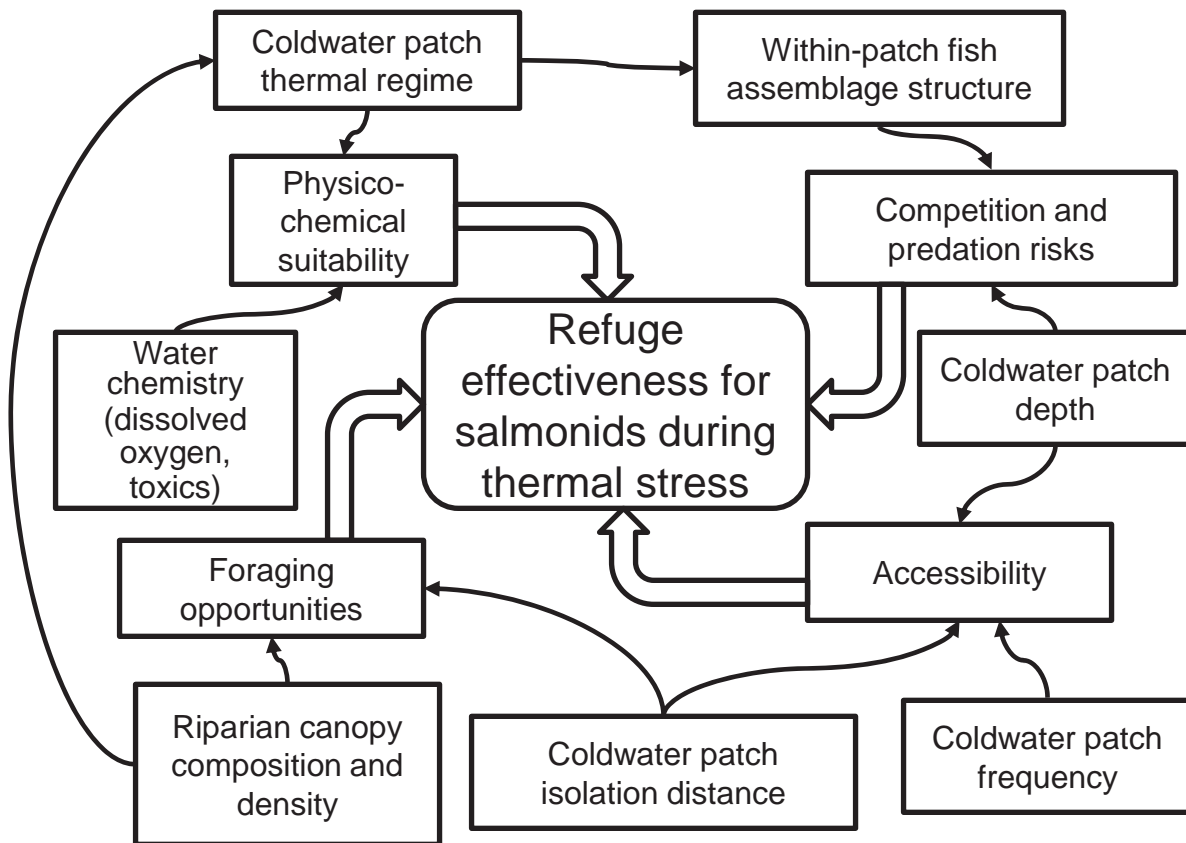 Coldwater patch
thermal regime
Within-patch fish
assemblage structure
Physico-
chemical
suitability
Competition and
predation risks
Refuge
effectiveness for
salmonids during
thermal stress
Water
chemistry
(dissolved
oxygen,
toxics)
Coldwater patch
depth
Foraging
opportunities
Accessibility
Riparian canopy
composition and
density
Coldwater patch
isolation distance
Coldwater patch
frequency